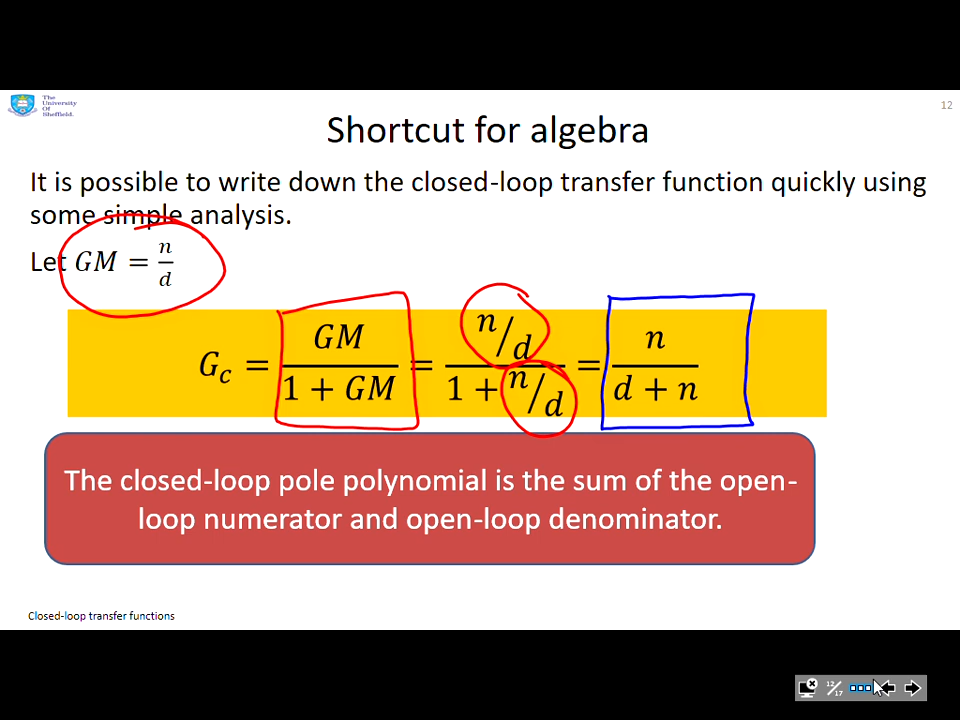 The
University
Of
Sheffield.
12
Shortcut for algebra
It is possible to write down the closed-loop transfer function quickly using
some simple analysis.
Let GM = n/d
G_c = GM/(1 + GM) = (n/d)/(1 + n/d) = n/(d + n)
The closed-loop pole polynomial is the sum of the open-
loop numerator and open-loop denominator.
Closed-loop transfer functions
12/17